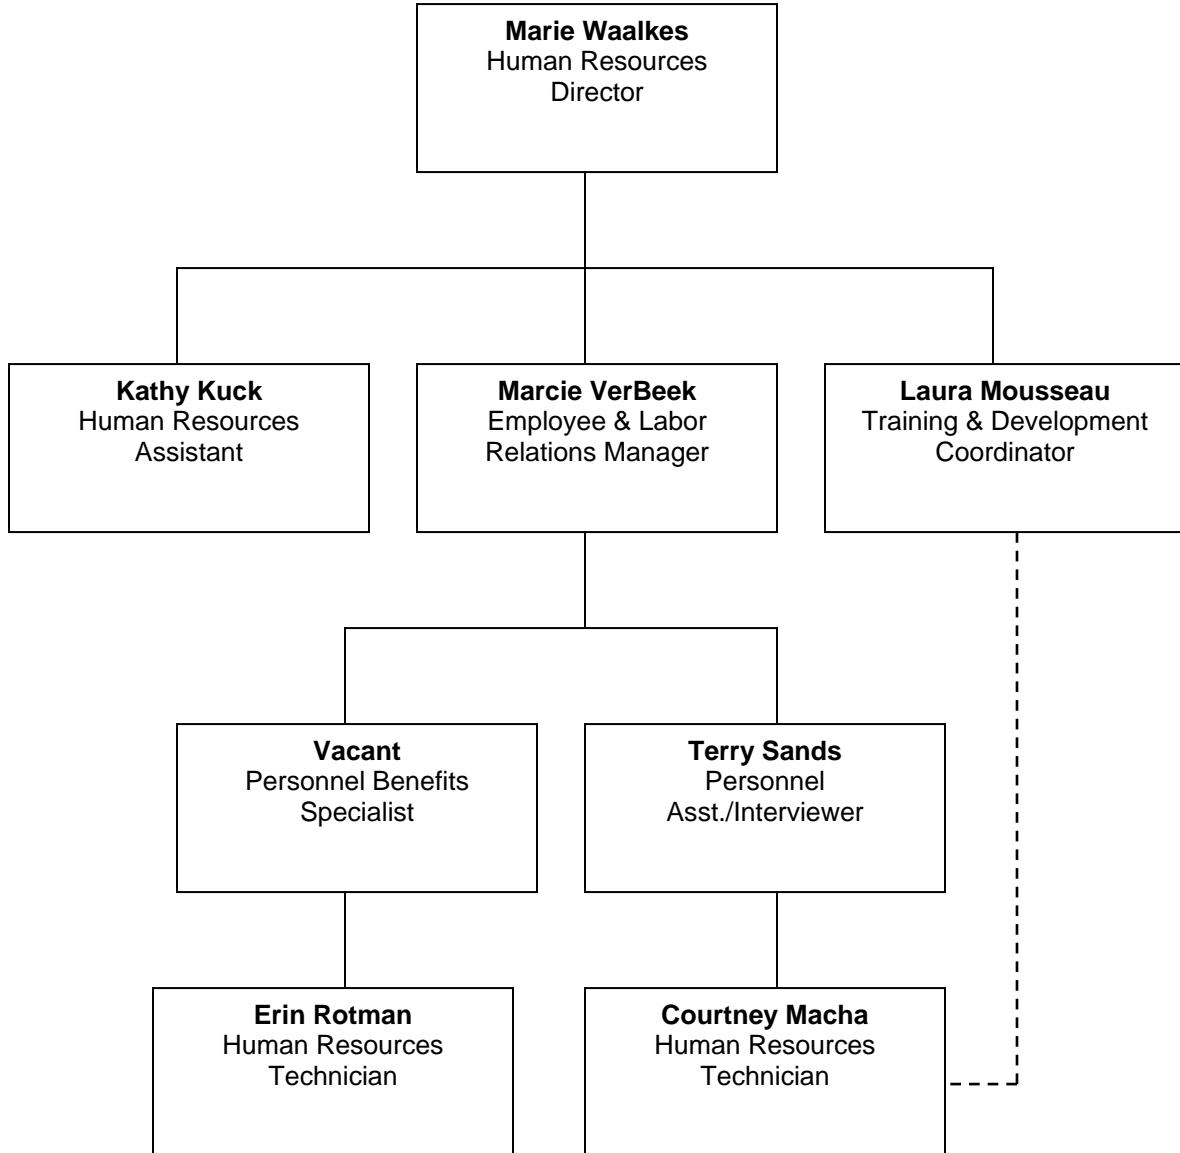 Marie Waalkes
Human Resources
Director
Kathy Kuck
Human Resources
Assistant
Marcie VerBeek
Employee & Labor
Relations Manager
Laura Mousseau
Training & Development
Coordinator
Vacant
Personnel Benefits
Specialist
Terry Sands
Personnel
Asst./Interviewer
Erin Rotman
Human Resources
Technician
Courtney Macha
Human Resources
Technician